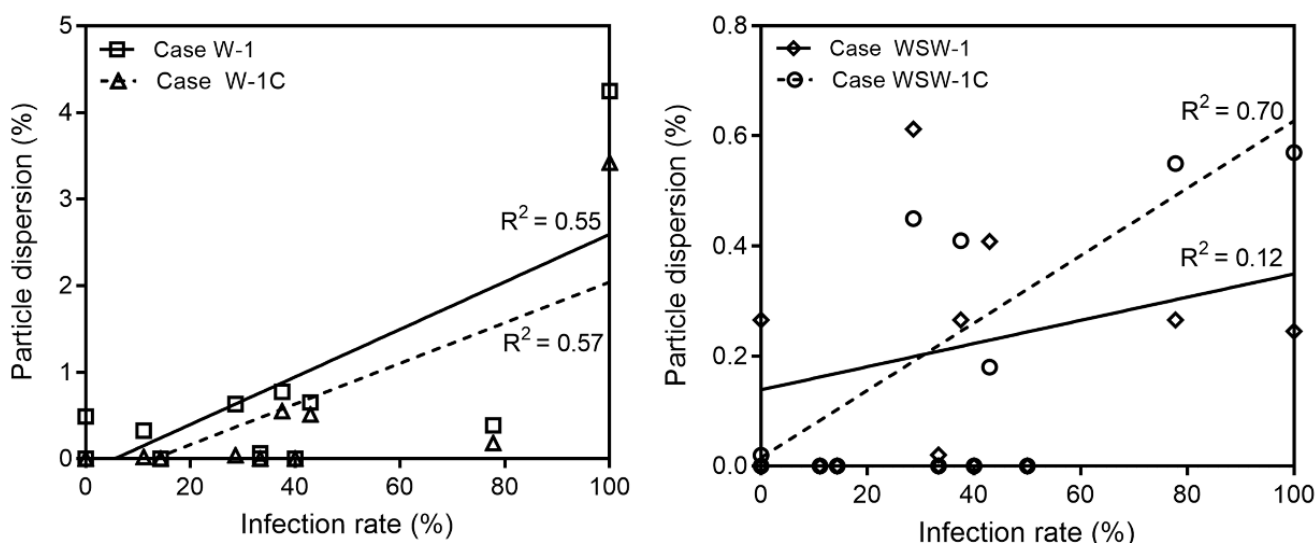 Case W-1
Case W-1C
R² = 0.55
R² = 0.57
Particle dispersion (%)
5
4
3
2
1
0
0 20 40 60 80 100
Infection rate (%)
Case WSW-1
Case WSW-1C
R² = 0.70
R² = 0.12
Particle dispersion (%)
0.8
0.6
0.4
0.2
0.0
0 20 40 60 80 100
Infection rate (%)